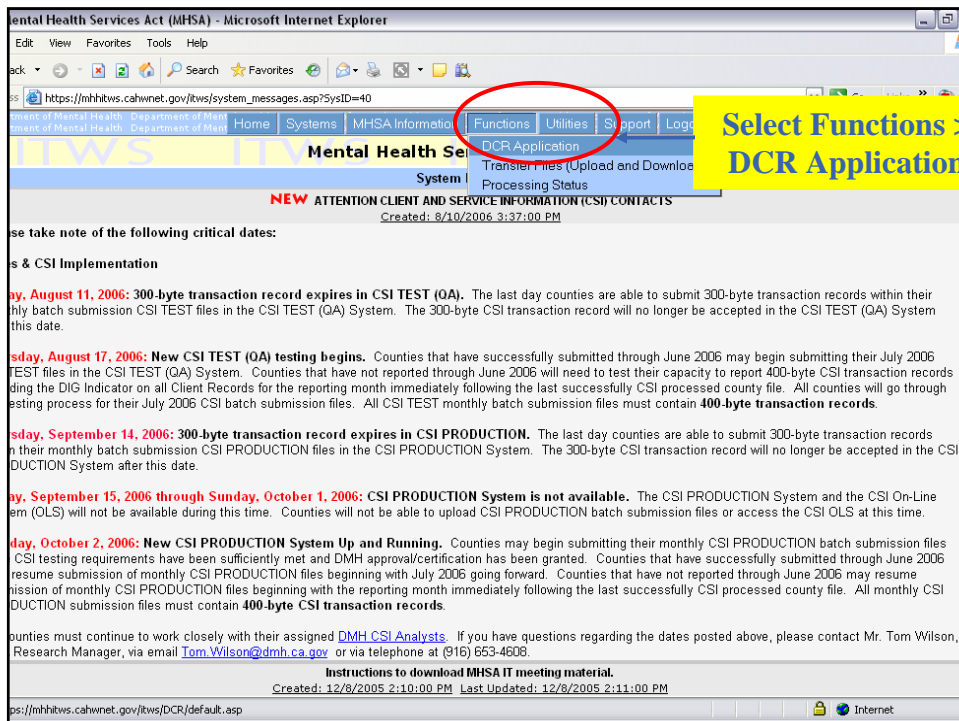 ental Health Services Act (MHSA) - Microsoft Internet Explorer
Edit View Favorites Tools Help
ack Search Favorites
ss https://mhhitws.cahwnet.gov/itws/system_messages.asp?SysID=40
tment of Mental Health Department of Ment
tment of Mental Health Department of Ment
ITWS ITWS
Home Systems MHSA Information Functions Utilities Support Logo
Select Functions >
DCR Application
DCR Application
Transfer Files (Upload and Downloa
Processing Status
Mental Health Se
System
NEW ATTENTION CLIENT AND SERVICE INFORMATION (CSI) CONTACTS
Created: 8/10/2006 3:37:00 PM
se take note of the following critical dates:
s & CSI Implementation
ay, August 11, 2006: 300-byte transaction record expires in CSI TEST (QA). The last day counties are able to submit 300-byte transaction records within their
thly batch submission CSI TEST files in the CSI TEST (QA) System. The 300-byte CSI transaction record will no longer be accepted in the CSI TEST (QA) System
this date.
rsday, August 17, 2006: New CSI TEST (QA) testing begins. Counties that have successfully submitted through June 2006 may begin submitting their July 2006
TEST files in the CSI TEST (QA) System. Counties that have not reported through June 2006 will need to test their capacity to report 400-byte CSI transaction records
ding the DIG Indicator on all Client Records for the reporting month immediately following the last successfully CSI processed county file. All counties will go through
esting process for their July 2006 CSI batch submission files. All CSI TEST monthly batch submission files must contain 400-byte transaction records.
rsday, September 14, 2006: 300-byte transaction record expires in CSI PRODUCTION. The last day counties are able to submit 300-byte transaction records
n their monthly batch submission CSI PRODUCTION files in the CSI PRODUCTION System. The 300-byte CSI transaction record will no longer be accepted in the CSI
DUCTION System after this date.
ay, September 15, 2006 through Sunday, October 1, 2006: CSI PRODUCTION System is not available. The CSI PRODUCTION System and the CSI On-Line
em (OLS) will not be available during this time. Counties will not be able to upload CSI PRODUCTION batch submission files or access the CSI OLS at this time.
day, October 2, 2006: New CSI PRODUCTION System Up and Running. Counties may begin submitting their monthly CSI PRODUCTION batch submission files
CSI testing requirements have been sufficiently met and DMH approval/certification has been granted. Counties that have successfully submitted through June 2006
resume submission of monthly CSI PRODUCTION files beginning with July 2006 going forward. Counties that have not reported through June 2006 may resume
nission of monthly CSI PRODUCTION files beginning with the reporting month immediately following the last successfully CSI processed county file. All monthly CSI
DUCTION submission files must contain 400-byte CSI transaction records.
ounties must continue to work closely with their assigned DMH CSI Analysts. If you have questions regarding the dates posted above, please contact Mr. Tom Wilson,
Research Manager, via email Tom.Wilson@dmh.ca.gov or via telephone at (916) 653-4608.
Instructions to download MHSA IT meeting material.
Created: 12/8/2005 2:10:00 PM Last Updated: 12/8/2005 2:11:00 PM
ps://mhhitws.cahwnet.gov/itws/DCR/default.asp Internet